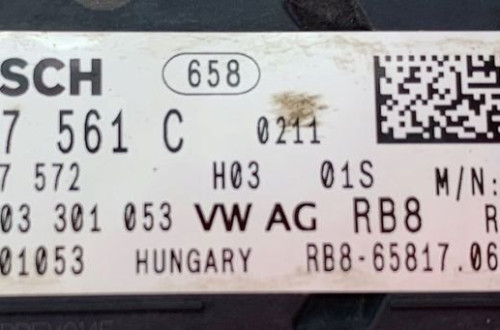 SCH 658
7 561 C 0211
7 572 H03 01S M/N:
03 301 053 VW AG RB8 R
01053 HUNGARY RB8-65817.06